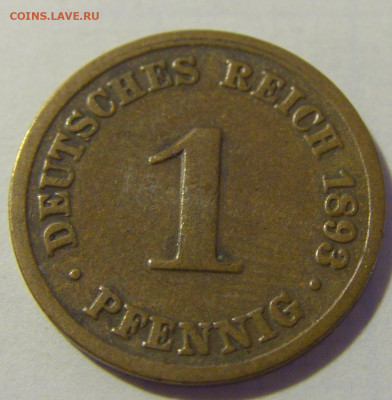 COINS.LAVE.RU
DEUTSCHES REICH 1893
1
· PFENNIG ·